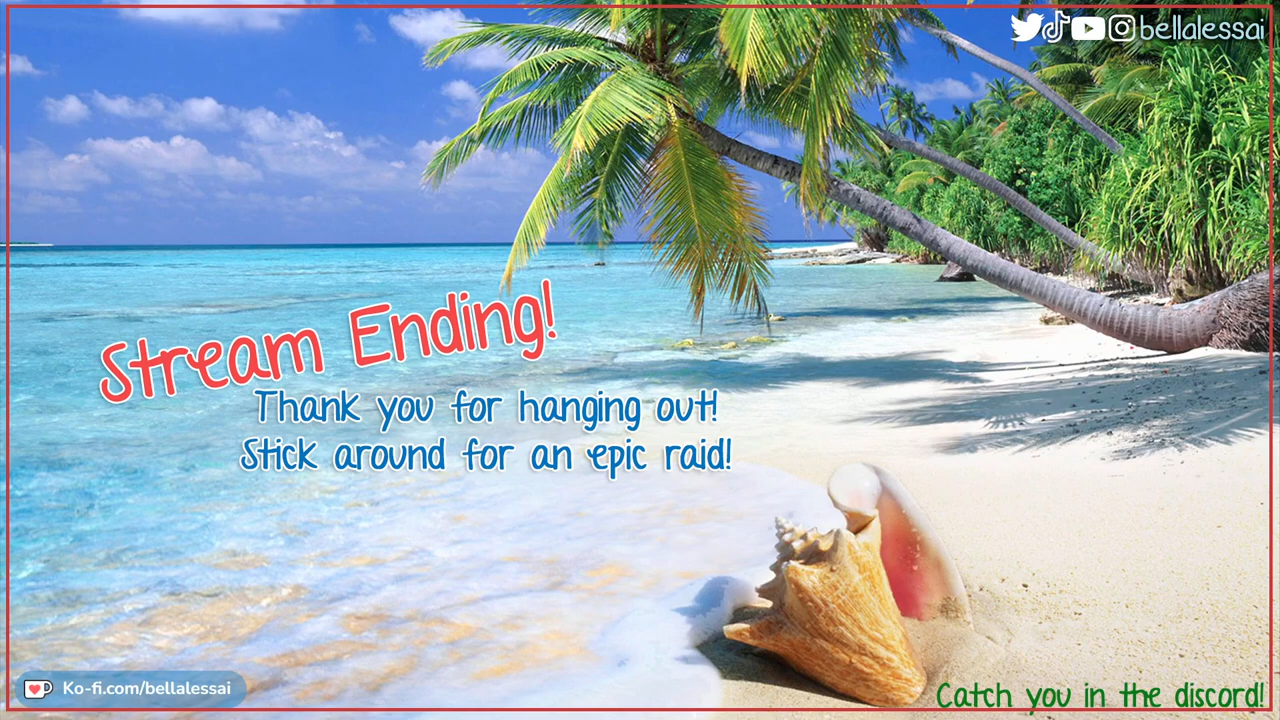 bellalessai
Stream Ending!
Thank you for hanging out!
Stick around for an epic raid!
Ko-fi.com/bellalessai
Catch you in the discord!